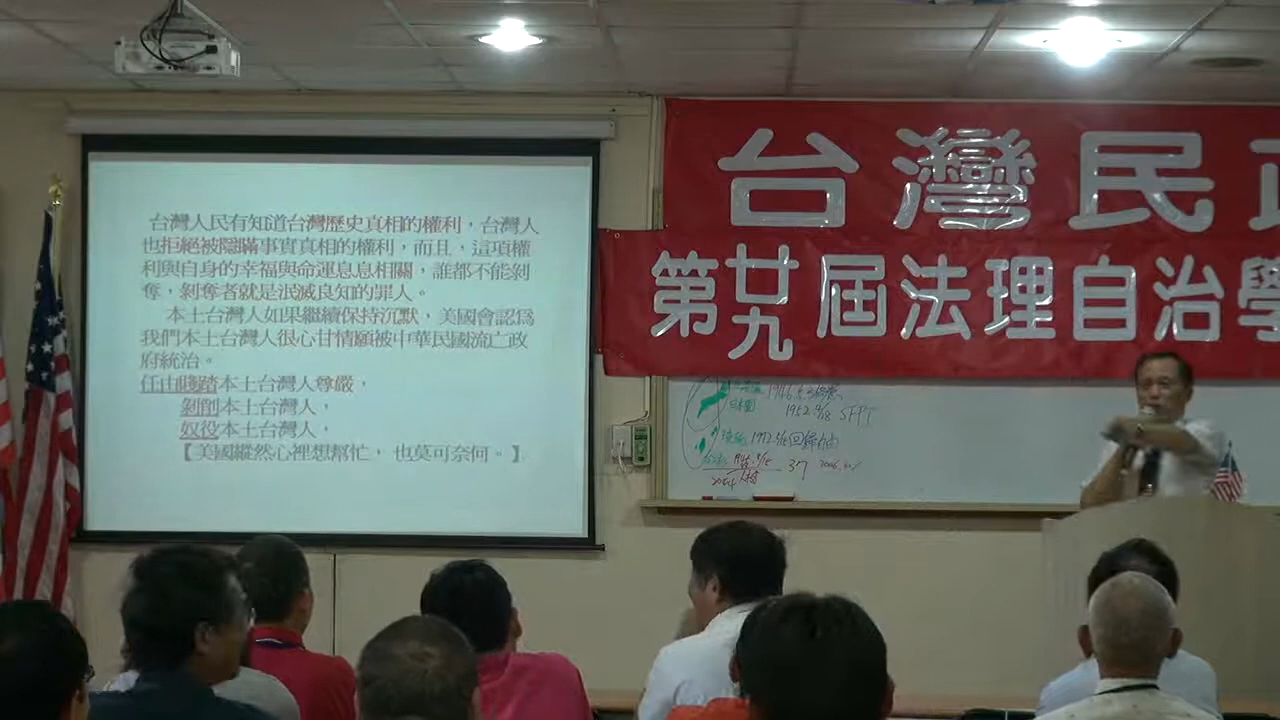 台灣人民有知道台灣歷史真相的權利，台灣人
也拒絕被隱瞞事實真相的權利，而且，這項權
利與自身的幸福與命運息息相關，誰都不能剝
奪，剝奪者就是泯滅良知的罪人。
本土台灣人如果繼續保持沉默，美國會認為
我們本土台灣人很心甘情願被中華民國流亡政
府統治。
任由賤踏本土台灣人尊嚴，
剝削本土台灣人，
奴役本土台灣人，
【美國縱然心裡想幫忙， 也莫可奈何。】
台灣民政
第廿九屆法理自治學
日本國
1952. 4/28 SFPT
37